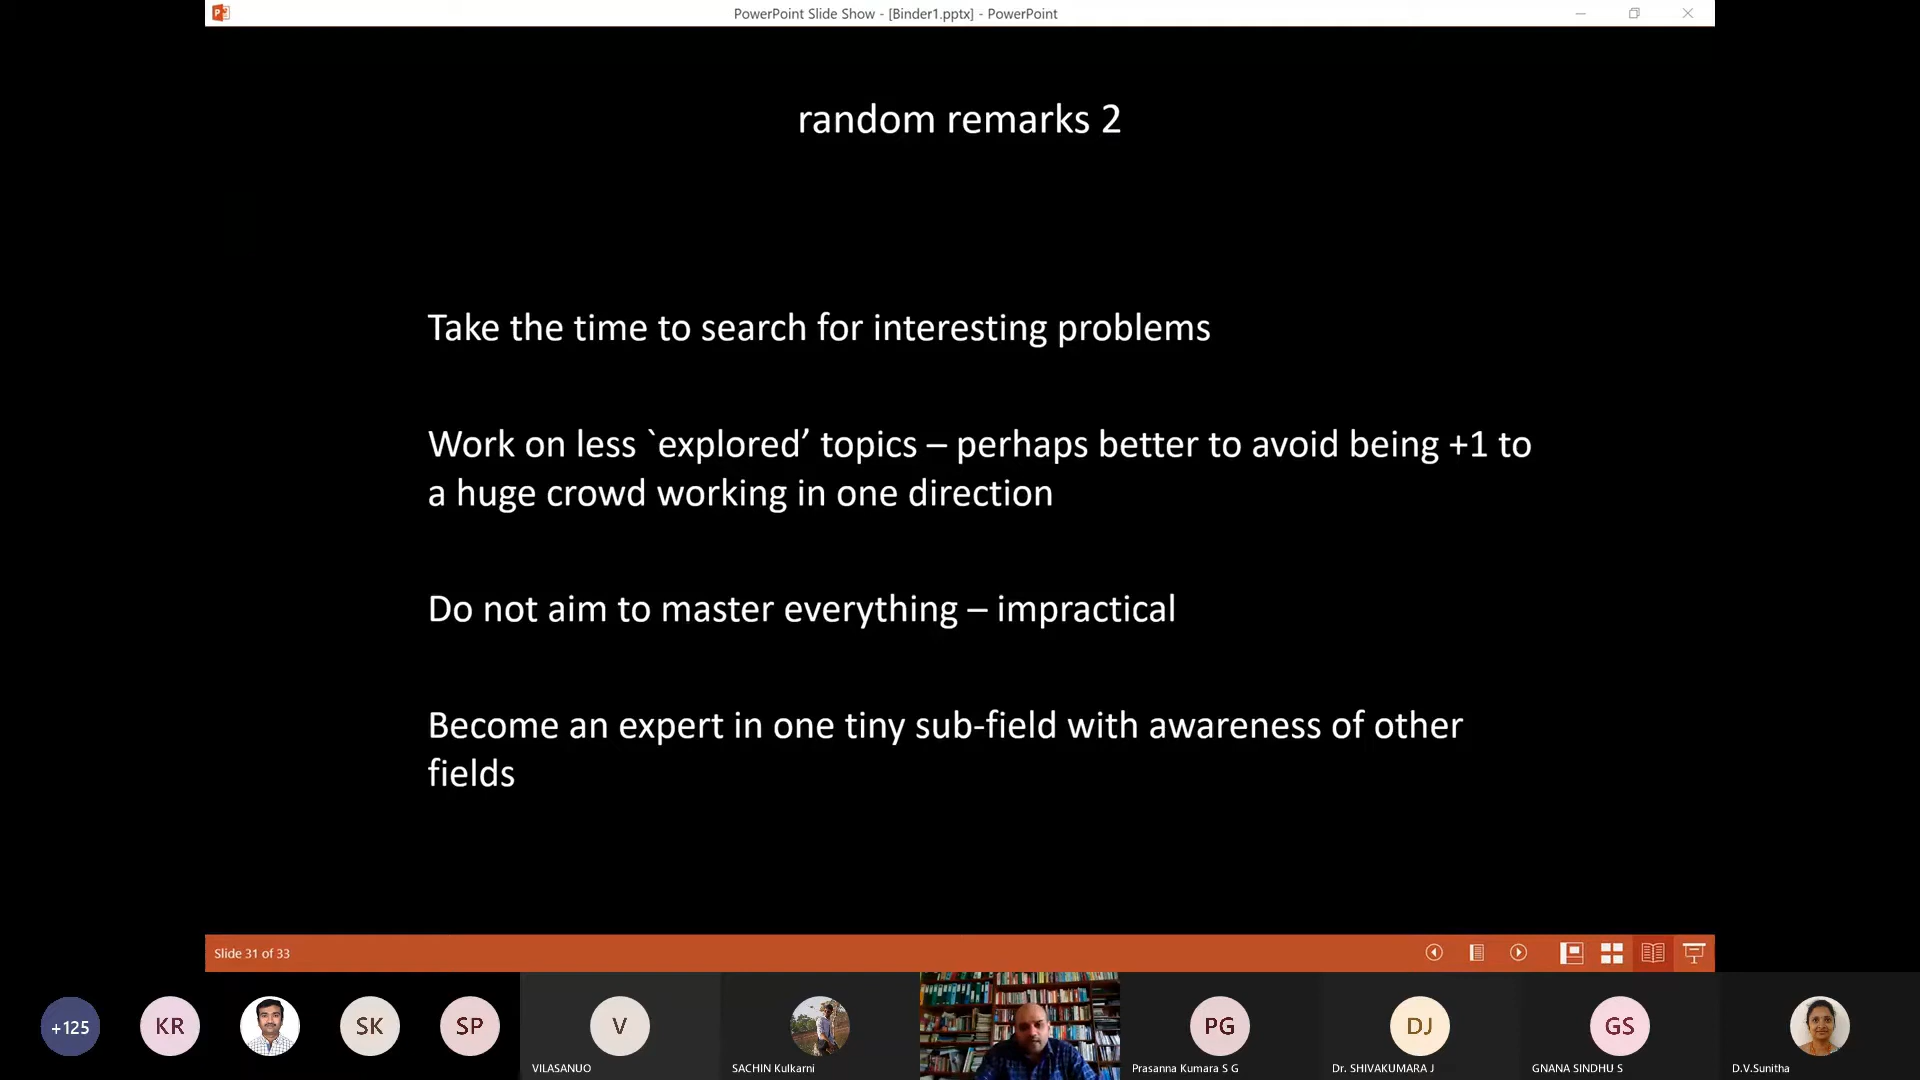 PowerPoint Slide Show - [Binder1.pptx] - PowerPoint
random remarks 2
Take the time to search for interesting problems
Work on less `explored’ topics – perhaps better to avoid being +1 to
a huge crowd working in one direction
Do not aim to master everything – impractical
Become an expert in one tiny sub-field with awareness of other
fields
Slide 31 of 33
+125
KR
SK
SP
V
PG
DJ
GS
VILASANUO
SACHIN Kulkarni
Prasanna Kumara S G
Dr. SHIVAKUMARA J
GNANA SINDHU S
D.V.Sunitha